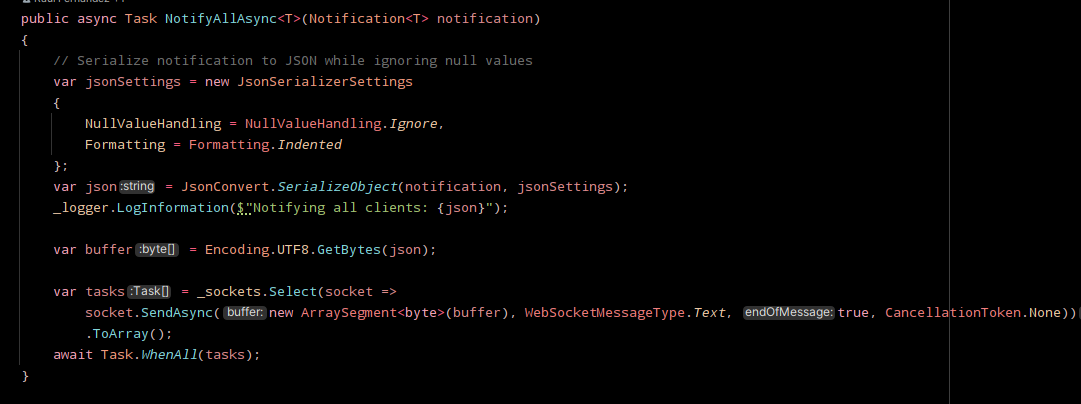 public async Task NotifyAllAsync<T>(Notification<T> notification)
{
// Serialize notification to JSON while ignoring null values
var jsonSettings = new JsonSerializerSettings
{
NullValueHandling = NullValueHandling.Ignore,
Formatting = Formatting.Indented
};
var json :string = JsonConvert.SerializeObject(notification, jsonSettings);
_logger.LogInformation($"Notifying all clients: {json}");
var buffer :byte[] = Encoding.UTF8.GetBytes(json);
var tasks :Task[] = _sockets.Select(socket =>
socket.SendAsync( buffer: new ArraySegment<byte>(buffer), WebSocketMessageType.Text, endOfMessage: true, CancellationToken.None))
.ToArray();
await Task.WhenAll(tasks);
}